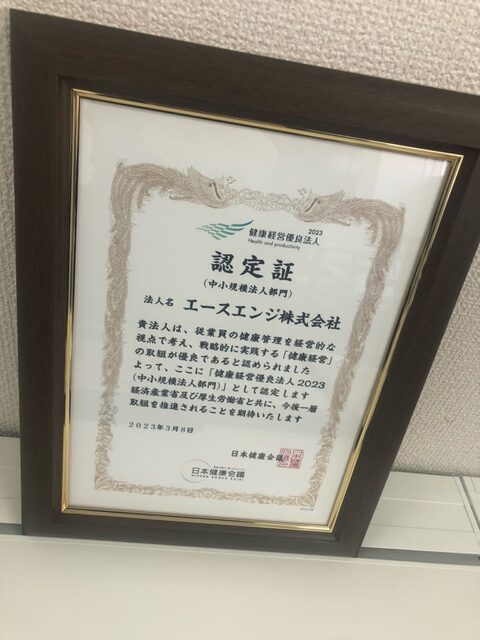 2023
健康経営優良法人
Health and productivity
認定証
(中小規模法人部門)
法人名 エースエンジ株式会社
貴法人は、従業員の健康管理を経営的な
視点で考え、戦略的に実践する「健康経営」
の取組が優良であると認められました
よって、ここに「健康経営優良法人2023
(中小規模法人部門)」として認定します
経済産業省及び厚生労働省と共に、今後一層
取組を推進されることを期待いたします
2023年3月8日
日本健康会議
日本健康会議
NIPPON KENKO KAIGI